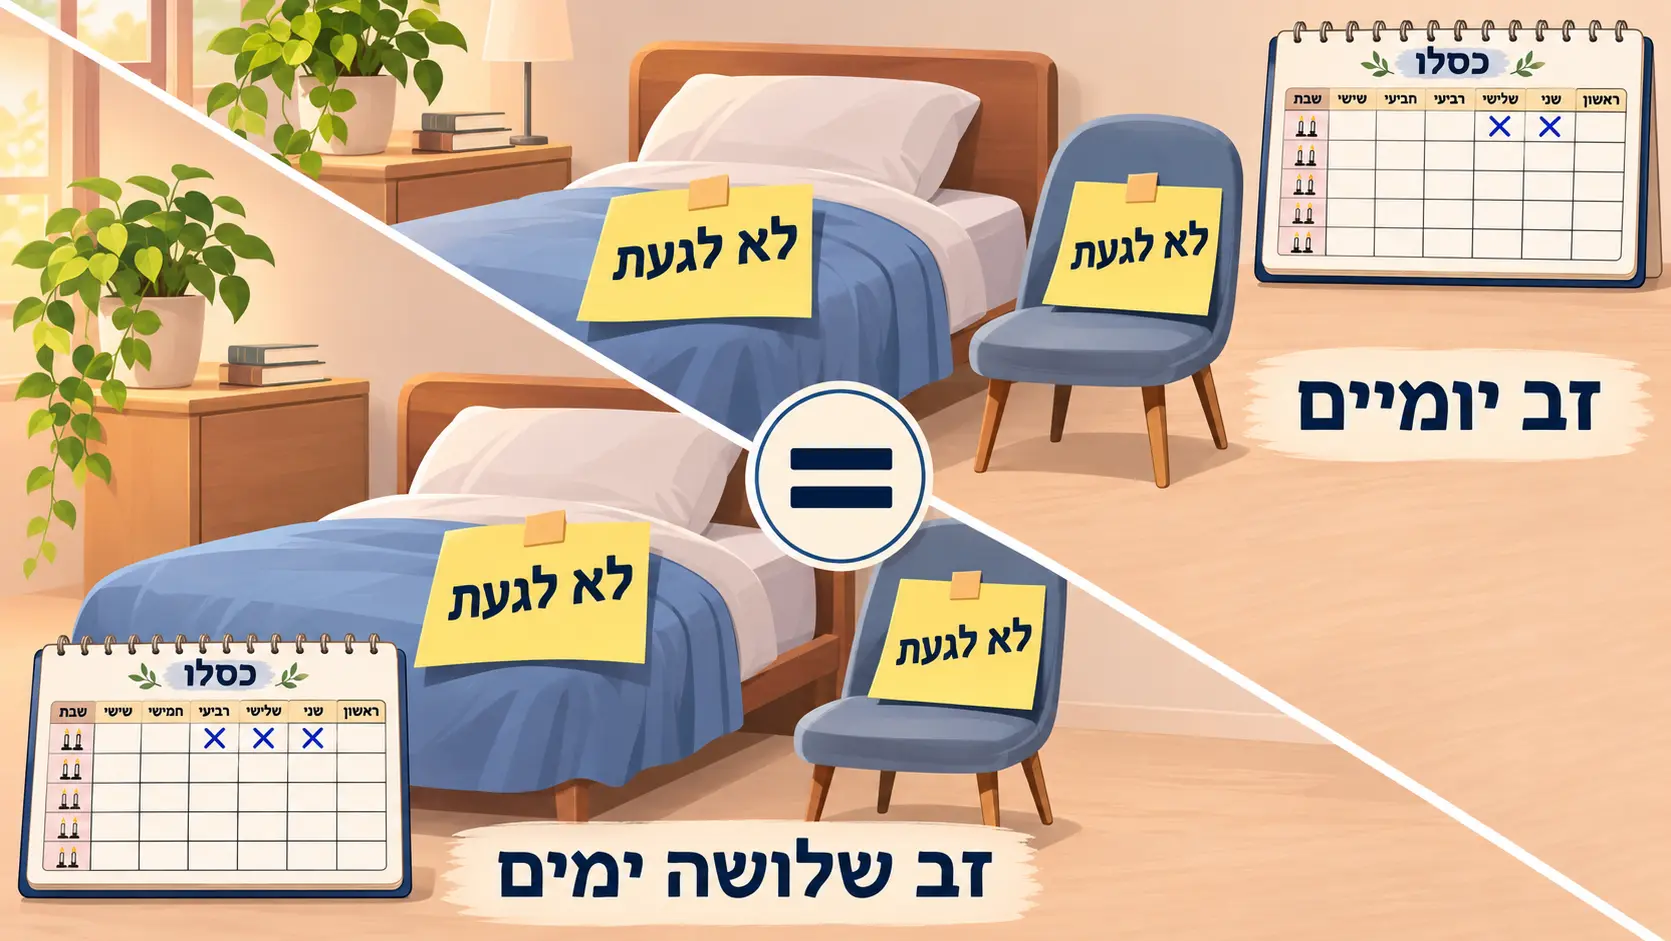 כסלו
ראשון שני שלישי רביעי חביעי שישי שבת
לא לגעת
לא לגעת
זב יומיים
לא לגעת
לא לגעת
כסלו
ראשון שני שלישי רביעי חמישי שישי שבת
זב שלושה ימים